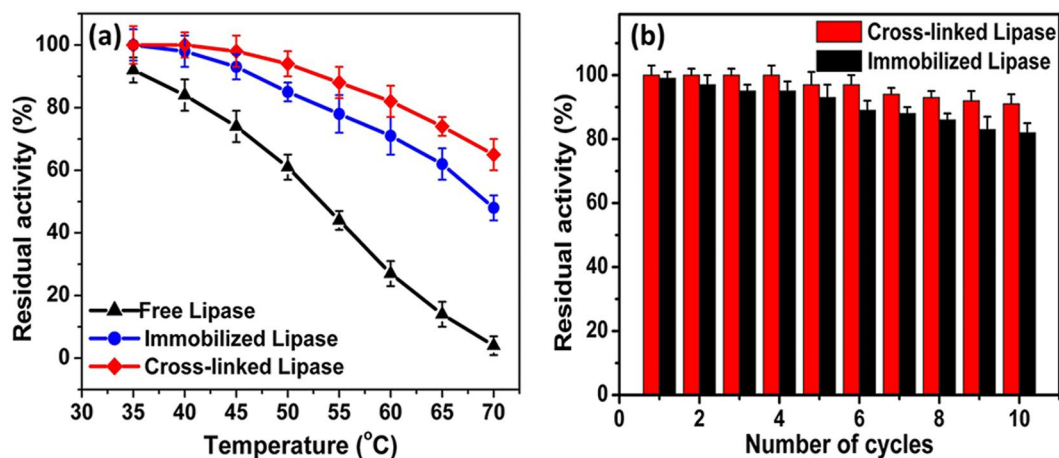 (a)
Residual activity (%)
100
80
60
40
20
0
Free Lipase
Immobilized Lipase
Cross-linked Lipase
30 35 40 45 50 55 60 65 70
Temperature (°C)
(b)
Cross-linked Lipase
Immobilized Lipase
Residual activity (%)
100
80
60
40
20
0
0 2 4 6 8 10
Number of cycles